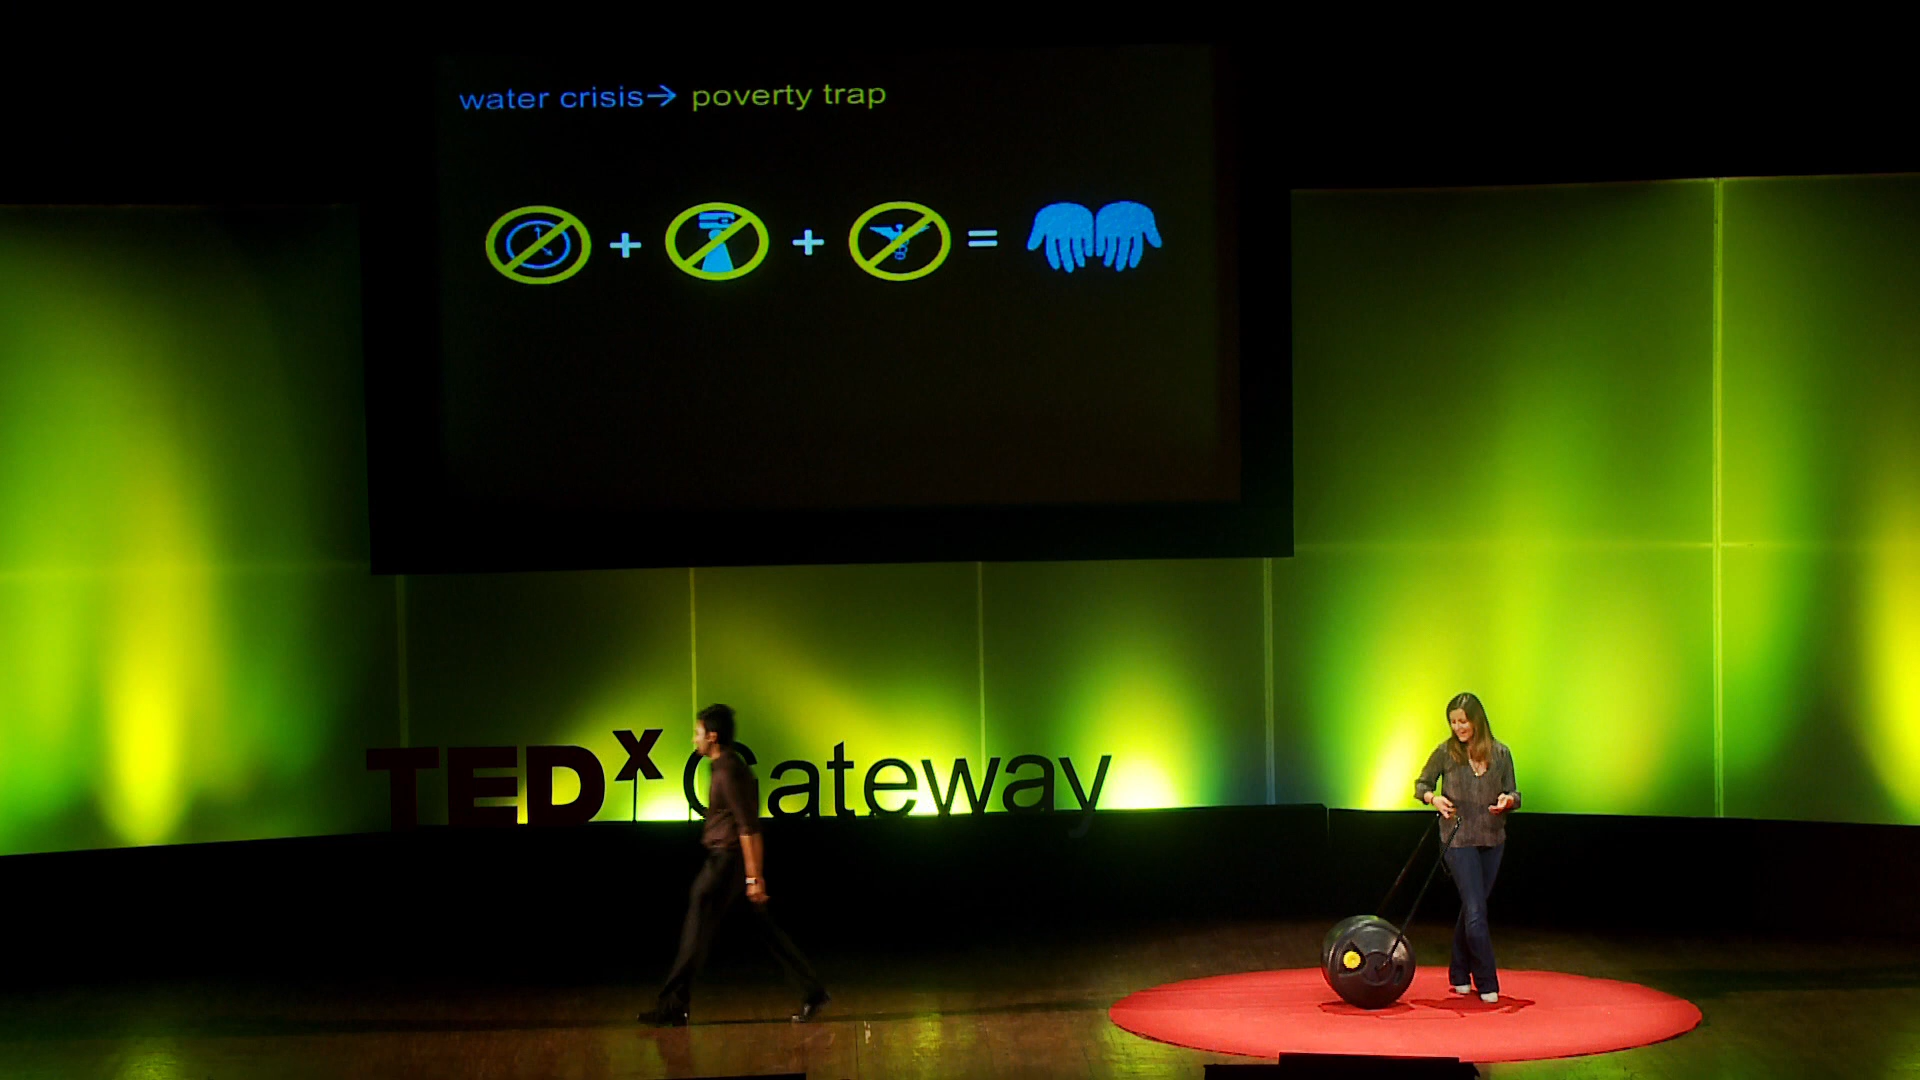 water crisis→ poverty trap
+ + =
TEDx Gateway